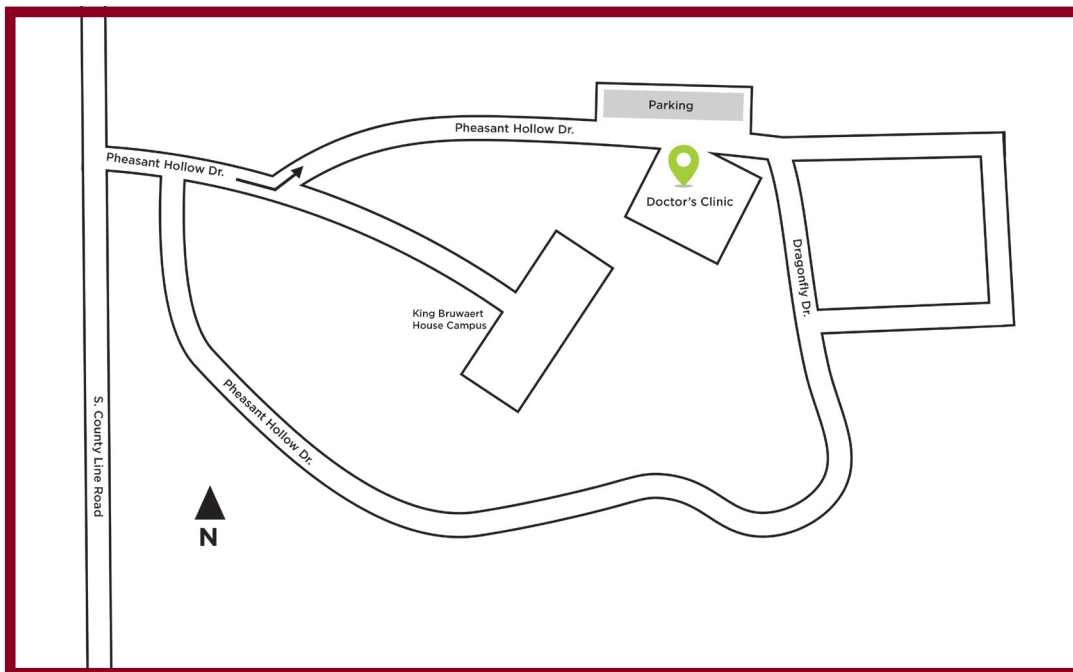 Parking
Pheasant Hollow Dr.
Pheasant Hollow Dr.
Doctor's Clinic
Dragonfly Dr.
King Bruwaert
House Campus
Pheasant Hollow Dr.
S. County Line Road
N